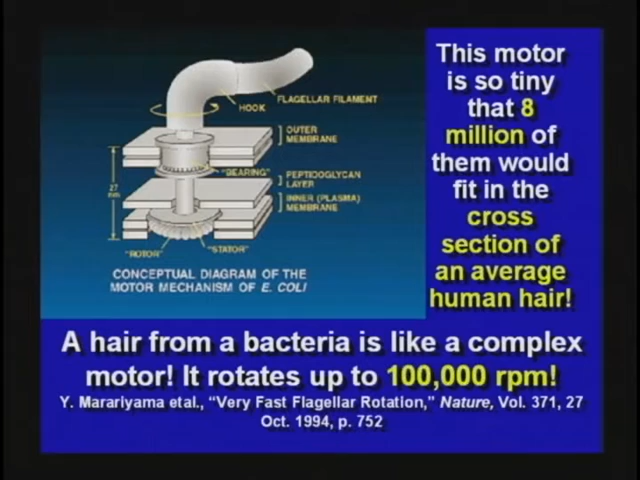 This motor
is so tiny
that 8
million of
them would
fit in the
cross
section of
an average
human hair!
FLAGELLAR FILAMENT
HOOK
OUTER
MEMBRANE
"BEARING"
PEPTIDOGLYCAN
LAYER
INNER (PLASMA)
MEMBRANE
27
nm
"ROTOR"
"STATOR"
CONCEPTUAL DIAGRAM OF THE
MOTOR MECHANISM OF E. COLI
A hair from a bacteria is like a complex
motor! It rotates up to 100,000 rpm!
Y. Marariyama etal., “Very Fast Flagellar Rotation,” Nature, Vol. 371, 27
Oct. 1994, p. 752